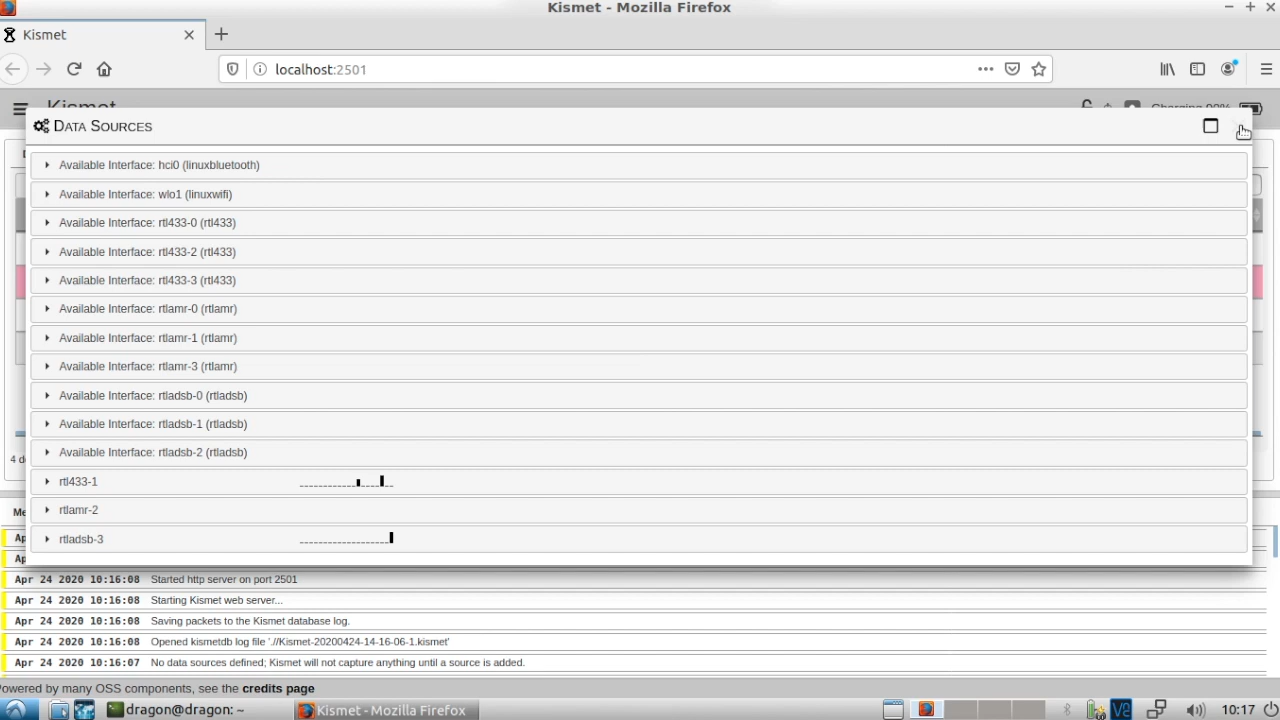 Kismet - Mozilla Firefox
Kismet
localhost:2501
Kismet
Charging 90%
DATA SOURCES
Available Interface: hci0 (linuxbluetooth)
Available Interface: wlo1 (linuxwifi)
Available Interface: rtl433-0 (rtl433)
Available Interface: rtl433-2 (rtl433)
Available Interface: rtl433-3 (rtl433)
Available Interface: rtlamr-0 (rtlamr)
Available Interface: rtlamr-1 (rtlamr)
Available Interface: rtlamr-3 (rtlamr)
Available Interface: rtladsb-0 (rtladsb)
Available Interface: rtladsb-1 (rtladsb)
Available Interface: rtladsb-2 (rtladsb)
4 d
rtl433-1
rtlamr-2
Me
rtladsb-3
Ap
Ap
Apr 24 2020 10:16:08 Started http server on port 2501
Apr 24 2020 10:16:08 Starting Kismet web server...
Apr 24 2020 10:16:08 Saving packets to the Kismet database log.
Apr 24 2020 10:16:08 Opened kismetdb log file './/Kismet-20200424-14-16-06-1.kismet'
Apr 24 2020 10:16:07 No data sources defined; Kismet will not capture anything until a source is added.
Powered by many OSS components, see the credits page
dragon@dragon: ~
Kismet - Mozilla Firefox
10:17